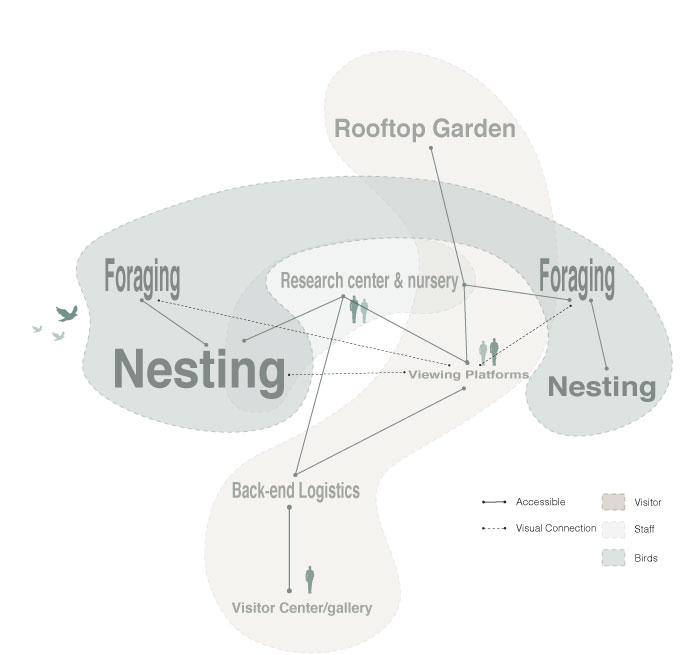 Rooftop Garden
Foraging
Research center & nursery
Foraging
Nesting
Viewing Platforms
Nesting
Back-end Logistics
Visitor Center/gallery
Accessible
Visitor
Visual Connection
Staff
Birds